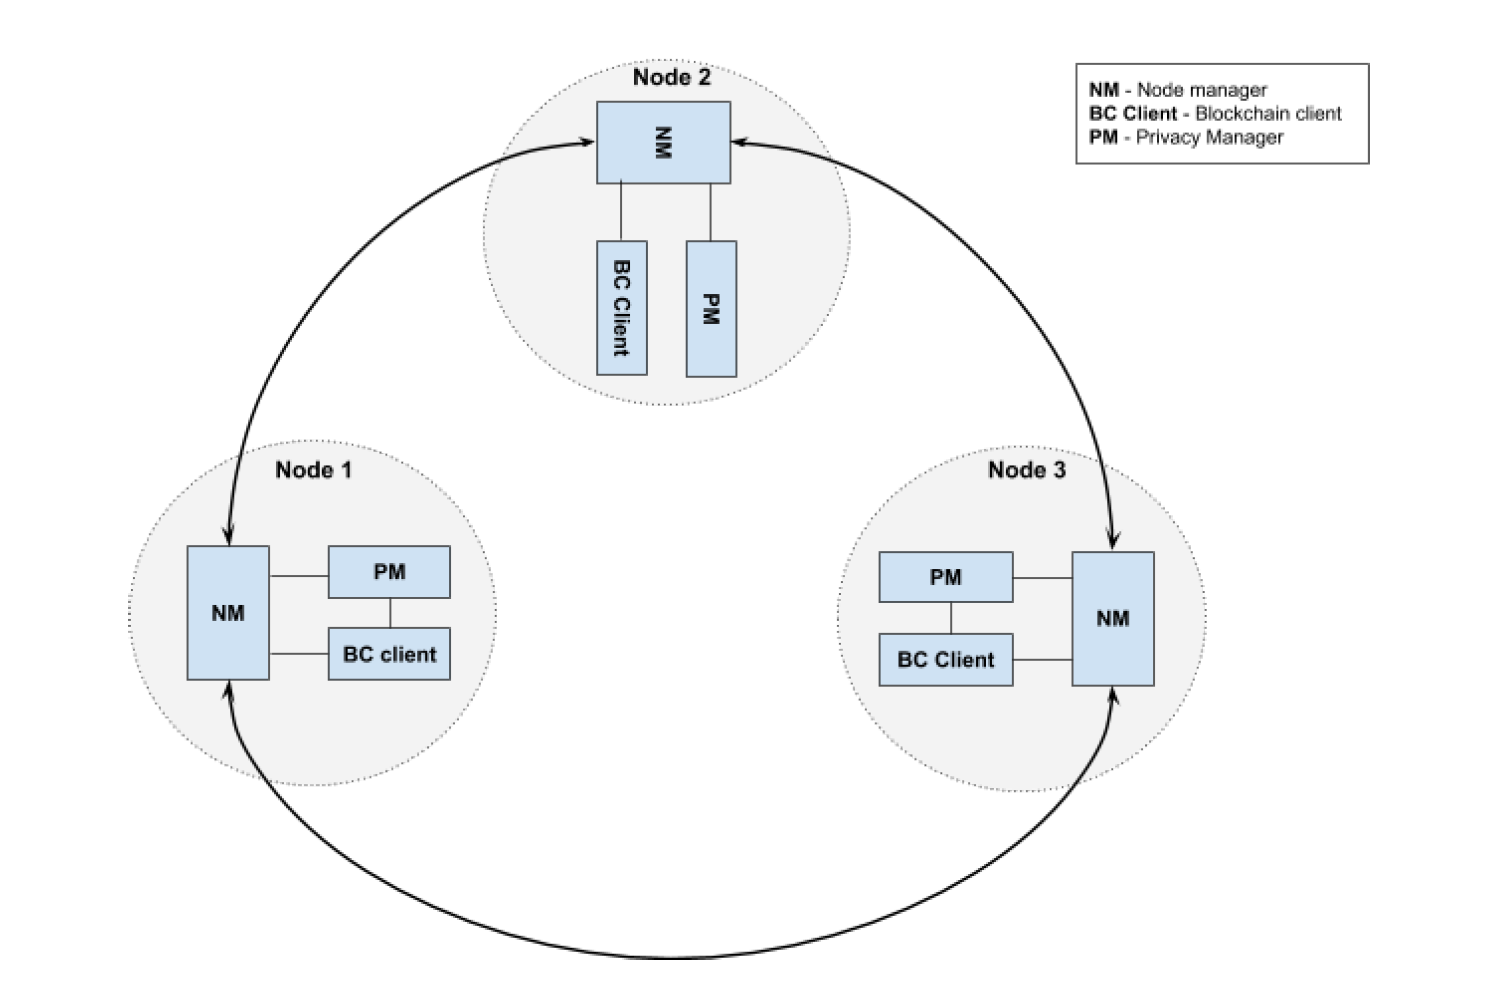 Node 2
NM
BC Client
PM
NM - Node manager
BC Client - Blockchain client
PM - Privacy Manager
Node 1
NM
PM
BC client
Node 3
PM
BC Client
NM